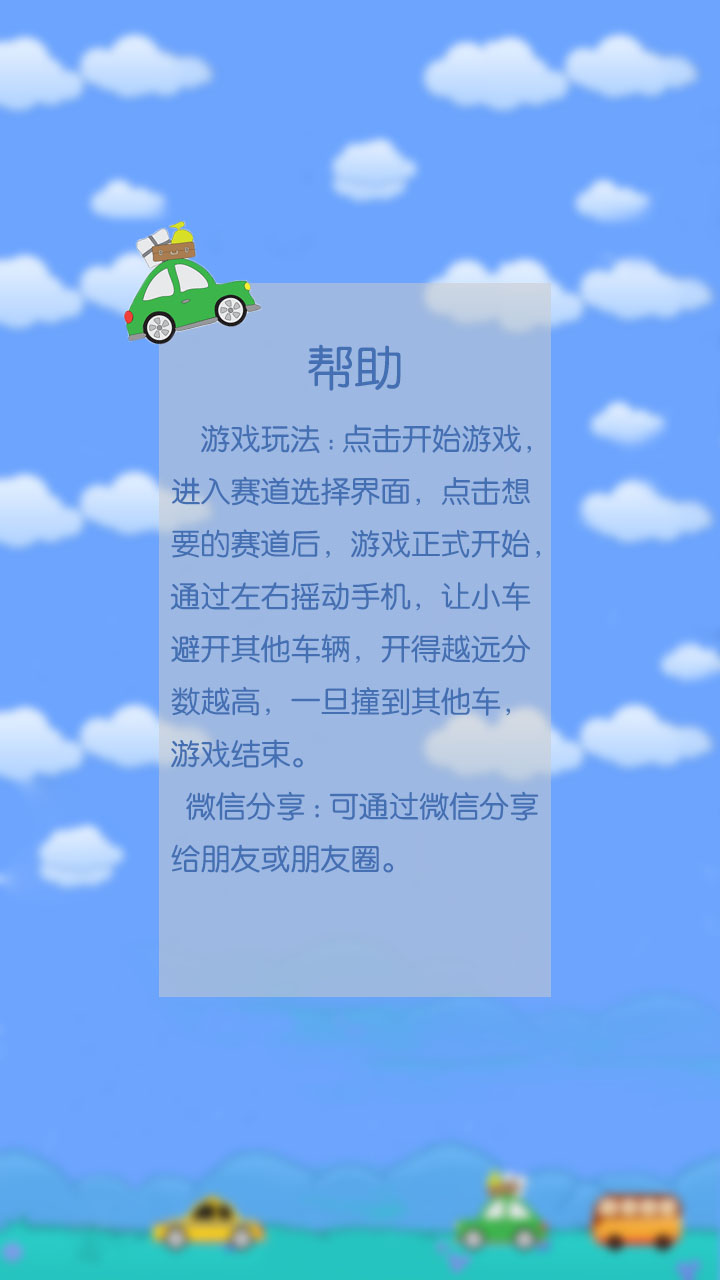 帮助
游戏玩法：点击开始游戏，
进入赛道选择界面，点击想
要的赛道后，游戏正式开始，
通过左右摇动手机，让小车
避开其他车辆，开得越远分
数越高，一旦撞到其他车，
游戏结束。
微信分享：可通过微信分享
给朋友或朋友圈。